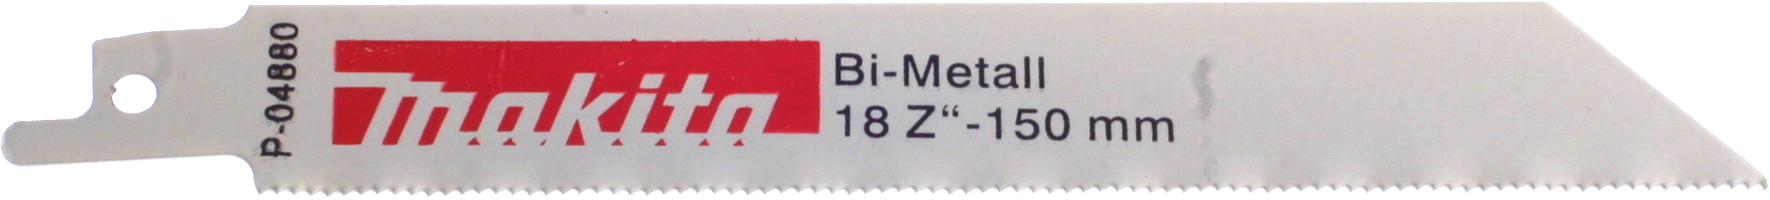 P-04880
Makita
Bi-Metall
18 Z“-150 mm